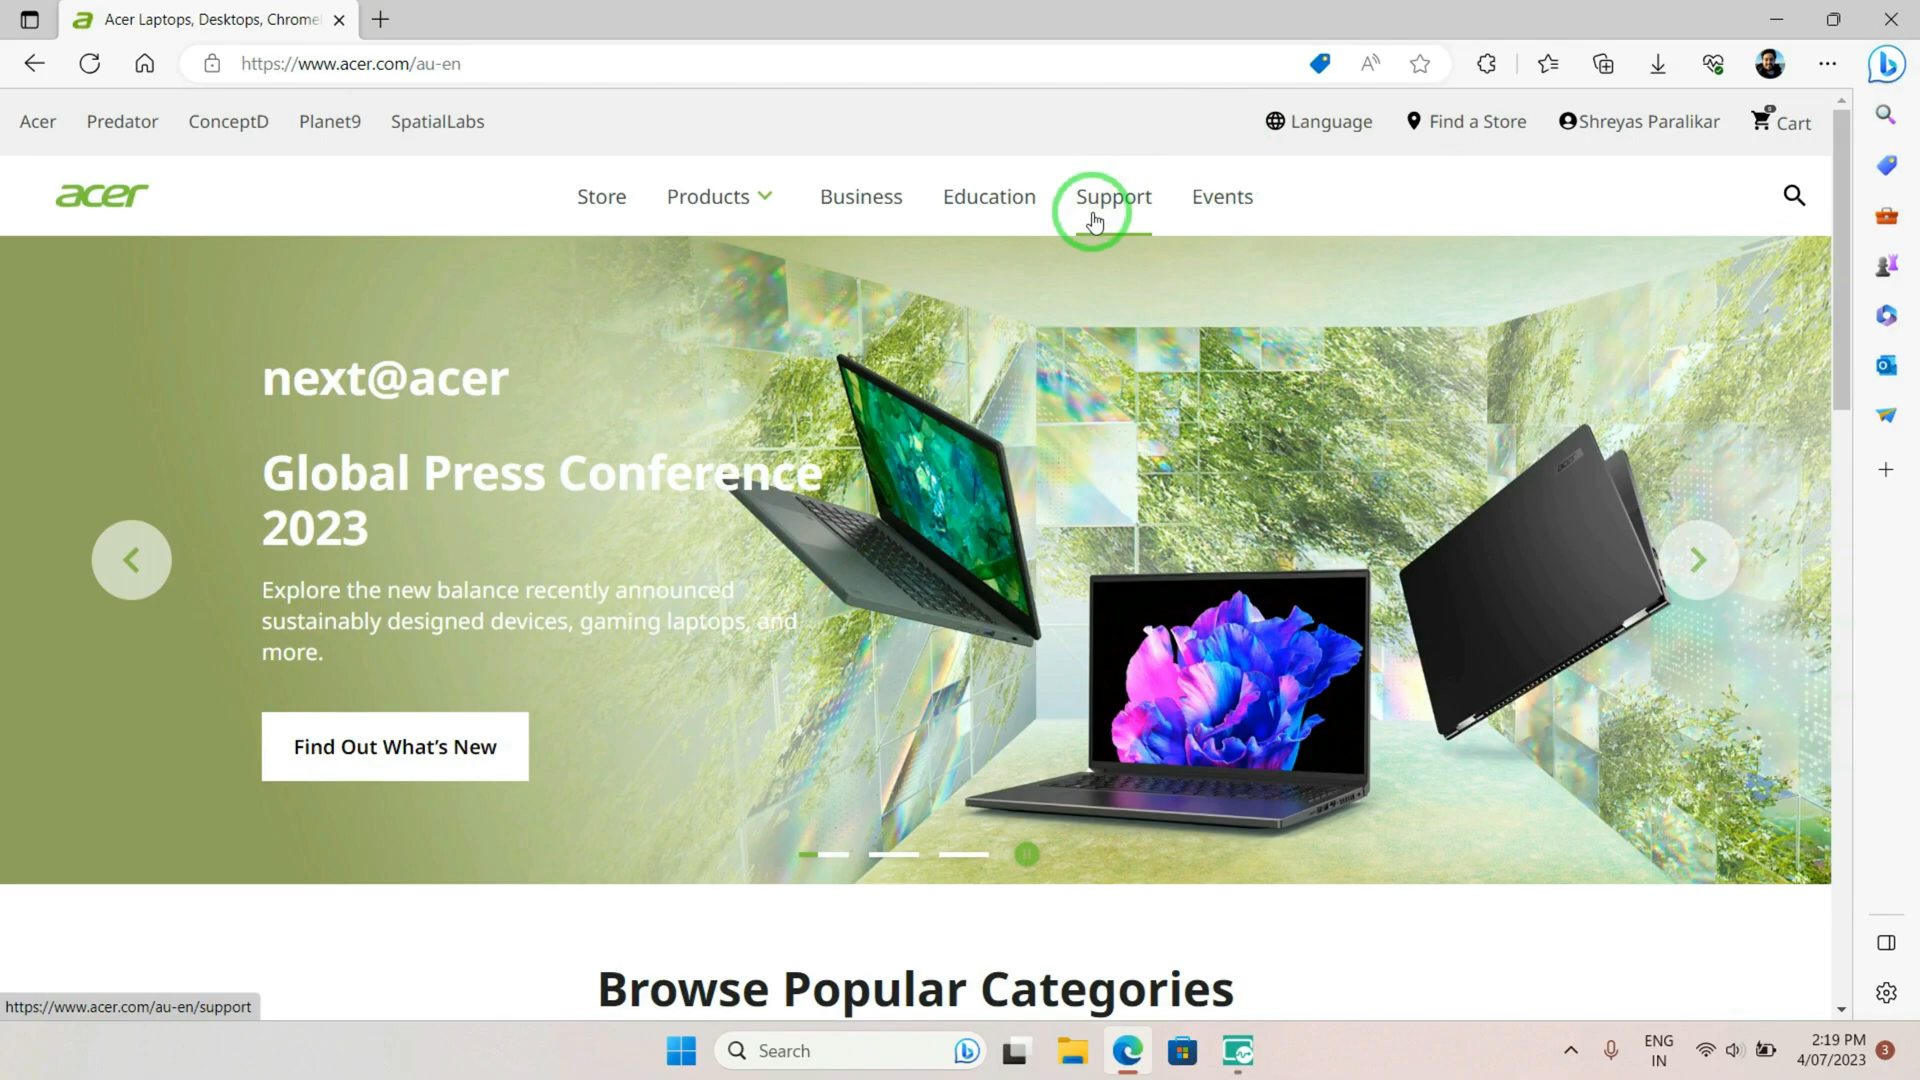 Acer Laptops, Desktops, Chrome
https://www.acer.com/au-en
Acer Predator ConceptD Planet9 SpatialLabs Language Find a Store Shreyas Paralikar 0 Cart
acer Store Products Business Education Support Events
next@acer
Global Press Conference
2023
Explore the new balance recently announced
sustainably designed devices, gaming laptops, and
more.
Find Out What's New
Browse Popular Categories
https://www.acer.com/au-en/support
Search
ENG
IN
2:19 PM
4/07/2023
3